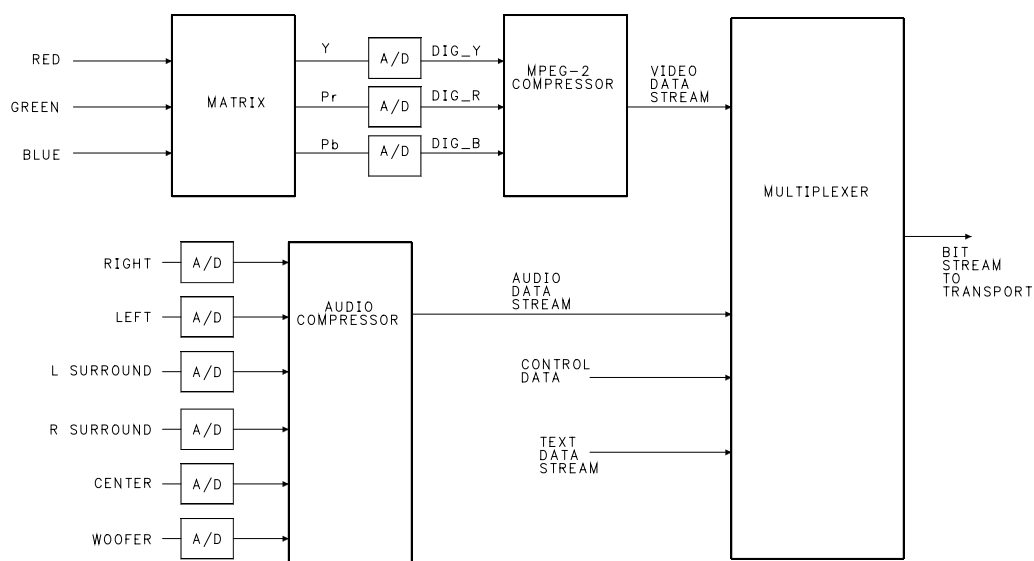 RED
GREEN
BLUE
MATRIX
Y
Pr
Pb
A/D
A/D
A/D
DIG_Y
DIG_R
DIG_B
MPEG-2
COMPRESSOR
VIDEO
DATA
STREAM
MULTIPLEXER
BIT
STREAM
TO
TRANSPORT
RIGHT
A/D
LEFT
A/D
L SURROUND
A/D
R SURROUND
A/D
CENTER
A/D
WOOFER
A/D
AUDIO
COMPRESSOR
AUDIO
DATA
STREAM
CONTROL
DATA
TEXT
DATA
STREAM